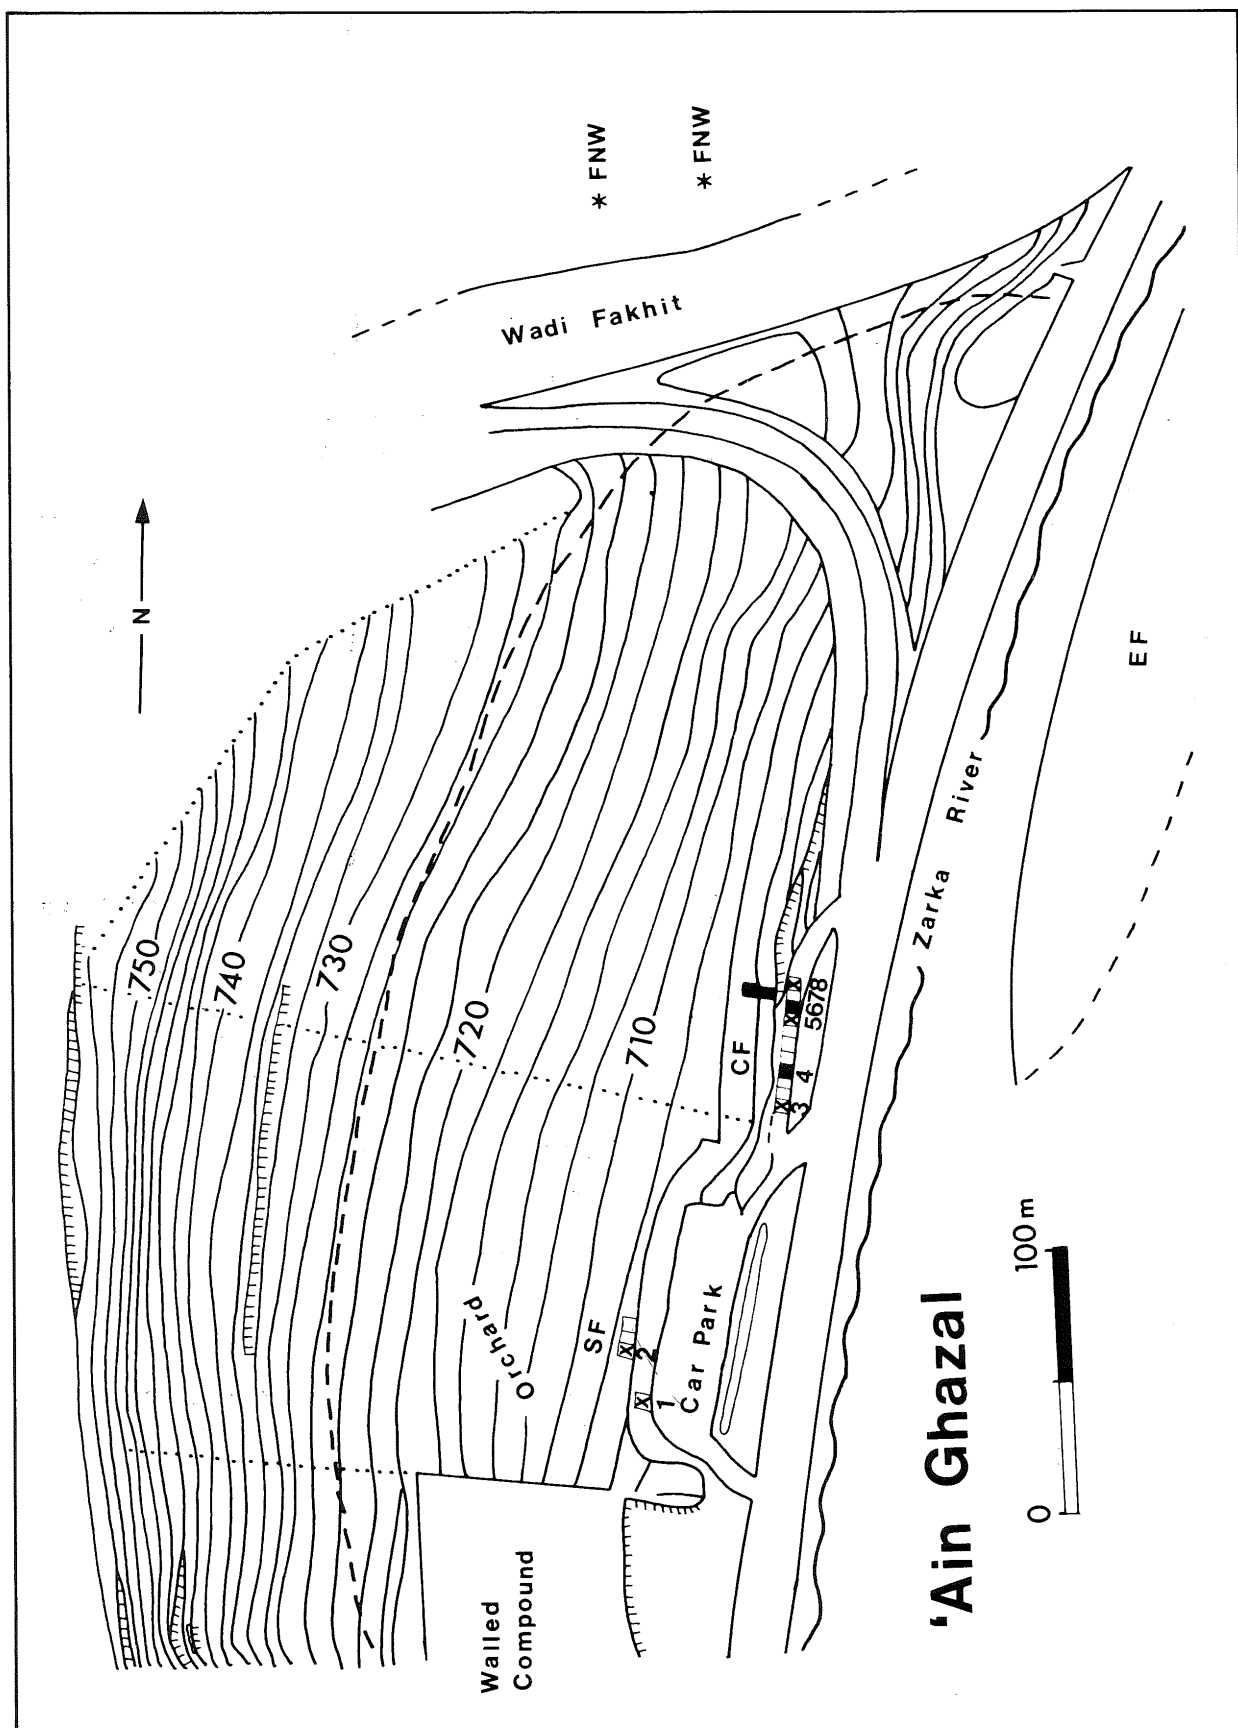 'Ain Ghazal
0 100m
N
* FNW
* FNW
Wadi Fakhit
750
740
730
720
710
Orchard
SF
CF
EF
Zarka River
Car Park
Walled
Compound
1
2
3
4
5678
X
X
X
X
X